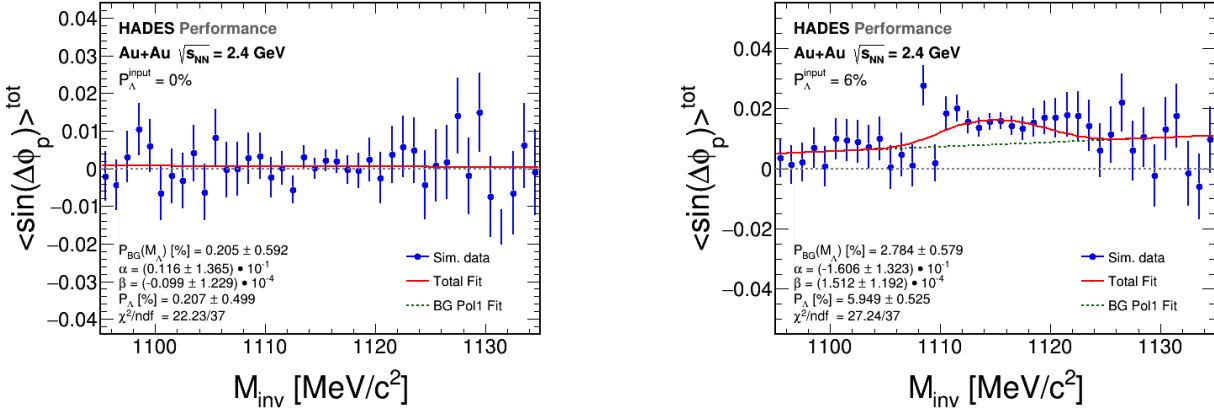 HADES Performance
Au+Au √sNN = 2.4 GeV
PΛinput = 0%
<sin(Δϕp)>tot
0.04
0.03
0.02
0.01
0
−0.01
−0.02
−0.03
−0.04
PBG(MΛ) [%] = 0.205 ± 0.592
α = (0.116 ± 1.365) • 10-1
β = (-0.099 ± 1.229) • 10-4
PΛ [%] = 0.207 ± 0.499
χ2/ndf = 22.23/37
Sim. data
Total Fit
BG Pol1 Fit
1100 1110 1120 1130
Minv [MeV/c2]
HADES Performance
Au+Au √sNN = 2.4 GeV
PΛinput = 6%
<sin(Δϕp)>tot
0.04
0.02
0
−0.02
−0.04
PBG(MΛ) [%] = 2.784 ± 0.579
α = (-1.606 ± 1.323) • 10-1
β = (1.512 ± 1.192) • 10-4
PΛ [%] = 5.949 ± 0.525
χ2/ndf = 27.24/37
Sim. data
Total Fit
BG Pol1 Fit
1100 1110 1120 1130
Minv [MeV/c2]